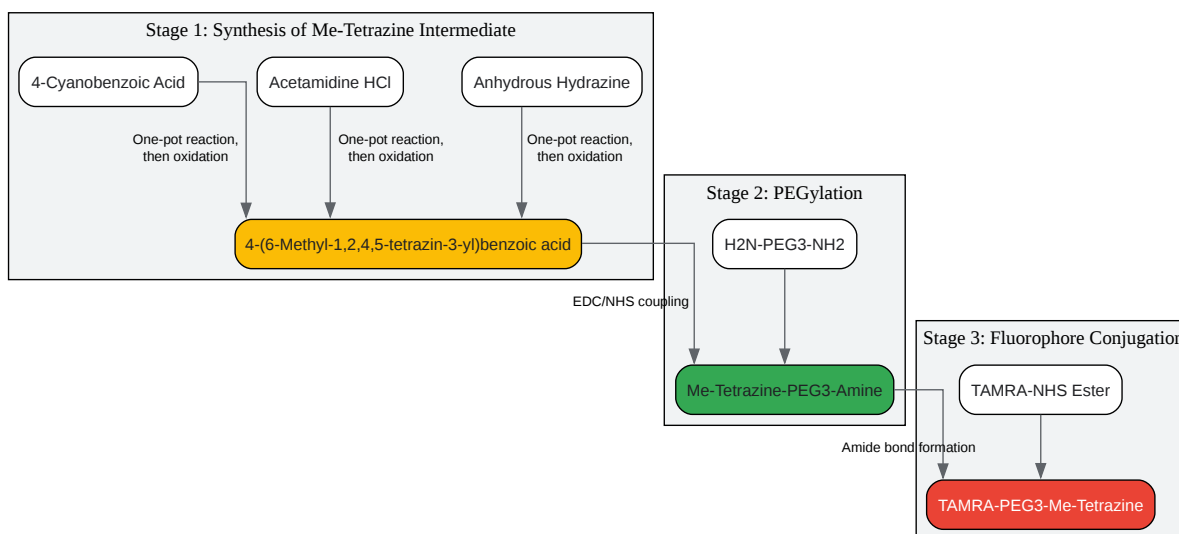 Stage 1: Synthesis of Me-Tetrazine Intermediate
4-Cyanobenzoic Acid
Acetamidine HCl
Anhydrous Hydrazine
One-pot reaction,
then oxidation
One-pot reaction,
then oxidation
One-pot reaction,
then oxidation
4-(6-Methyl-1,2,4,5-tetrazin-3-yl)benzoic acid
Stage 2: PEGylation
H2N-PEG3-NH2
EDC/NHS coupling
Me-Tetrazine-PEG3-Amine
Stage 3: Fluorophore Conjugation
TAMRA-NHS Ester
Amide bond formation
TAMRA-PEG3-Me-Tetrazine